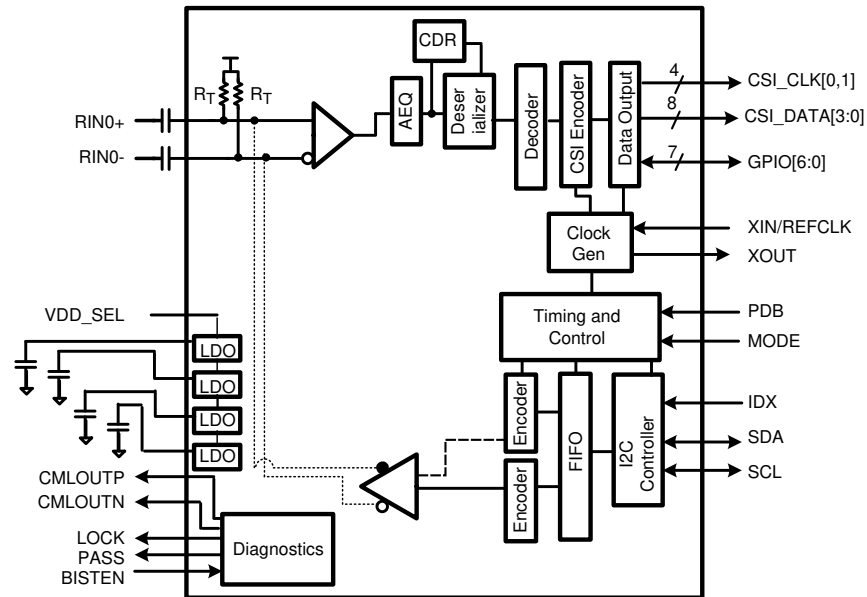 CDR
4
CSI_CLK[0,1]
RT
RT
RIN0+
RIN0-
AEQ
Deser
ializer
Decoder
CSI Encoder
Data Output
8
CSI_DATA[3:0]
7
GPIO[6:0]
Clock
Gen
XIN/REFCLK
XOUT
VDD_SEL
LDO
LDO
LDO
LDO
Timing and
Control
PDB
MODE
Encoder
Encoder
FIFO
I2C
Controller
IDX
SDA
SCL
CMLOUTP
CMLOUTN
LOCK
PASS
BISTEN
Diagnostics